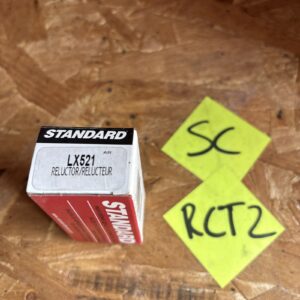 STANDARD
LX521
RELUCTOR/RELUCTEUR
STANDARD
SC
RCT2